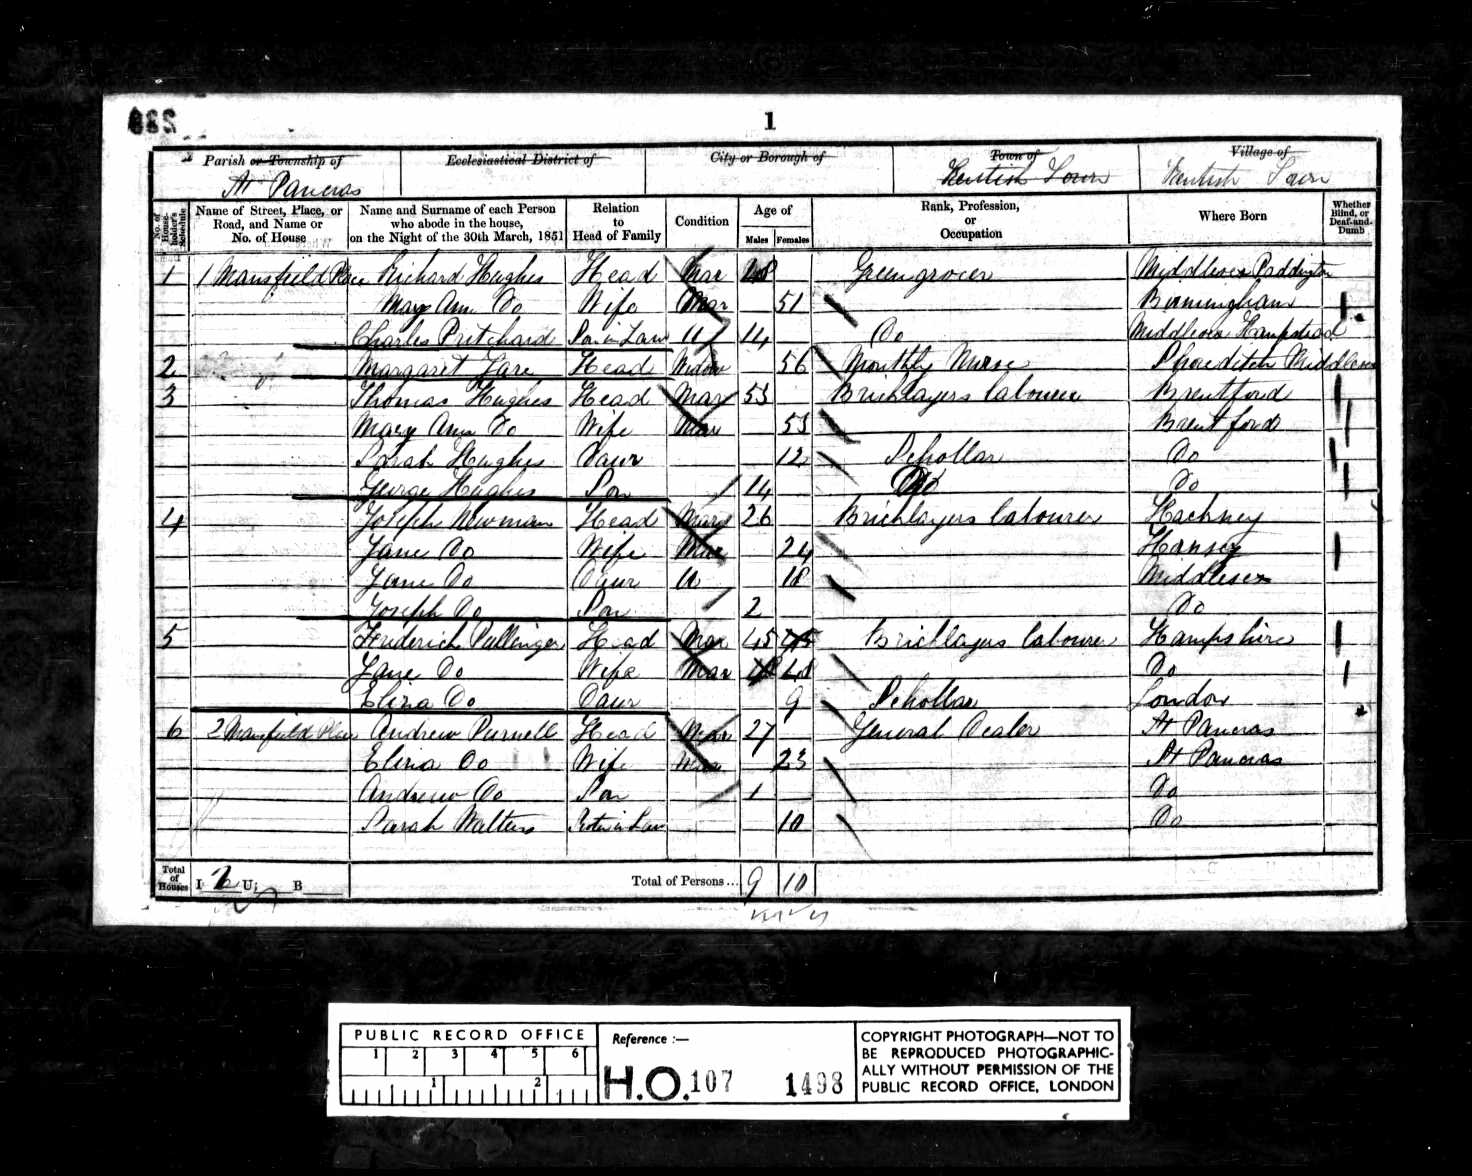 1
Parish or Township of Ecclesiastical District of City or Borough of Town of Village of
St Pancras Kentish Town Kentish Town
No. of House-holder's Schedule Name of Street, Place, or Road, and Name or No. of House Name and Surname of each Person who abode in the house, on the Night of the 30th March, 1851 Relation to Head of Family Condition Age of Males Females Rank, Profession, or Occupation Where Born Whether Blind, or Deaf-and-Dumb
1 1 Mansfield Place Richard Hughes Head Mar 48 Greengrocer Middlesex Paddington
Mary Ann Do Wife Mar 51 Birmingham
Charles Pritchard Son in Law U 14 Do Middlesex Hampstead
2 Margaret Head Widow 56 Monthly Nurse Shoreditch Middlesex
3 Thomas Hughes Head Mar 53 Bricklayers labourer Brentford
Mary Ann Do Wife Mar 53 Brentford
Sarah Hughes Daur 12 Schollar Do
George Hughes Son 14 Do Do
4 Joseph Newman Head Mar 26 Bricklayers labourer Hackney
Jane Do Wife Mar 24 Hansey
Jane Do Daur U 18 Middlesex
Joseph Do Son 2 Do
5 Frederick Pullenger Head Mar 45 45 Bricklayers labourer Hampshire
Jane Do Wife Mar 48 48 Do
Eliza Do Daur 9 Schollar London
6 2 Mansfield Place Andrew Purnell Head Mar 27 General Dealer St Pancras
Eliza Do Wife Mar 23 St Pancras
Andrew Do Son 1 Do
Sarah Walters Sister in Law 10 Do
Total of Houses I 2 U B Total of Persons... 9 10
PUBLIC RECORD OFFICE
1 2 3 4 5 6
1 2
Reference :—
H.O. 107 1498
COPYRIGHT PHOTOGRAPH—NOT TO
BE REPRODUCED PHOTOGRAPHIC-
ALLY WITHOUT PERMISSION OF THE
PUBLIC RECORD OFFICE, LONDON